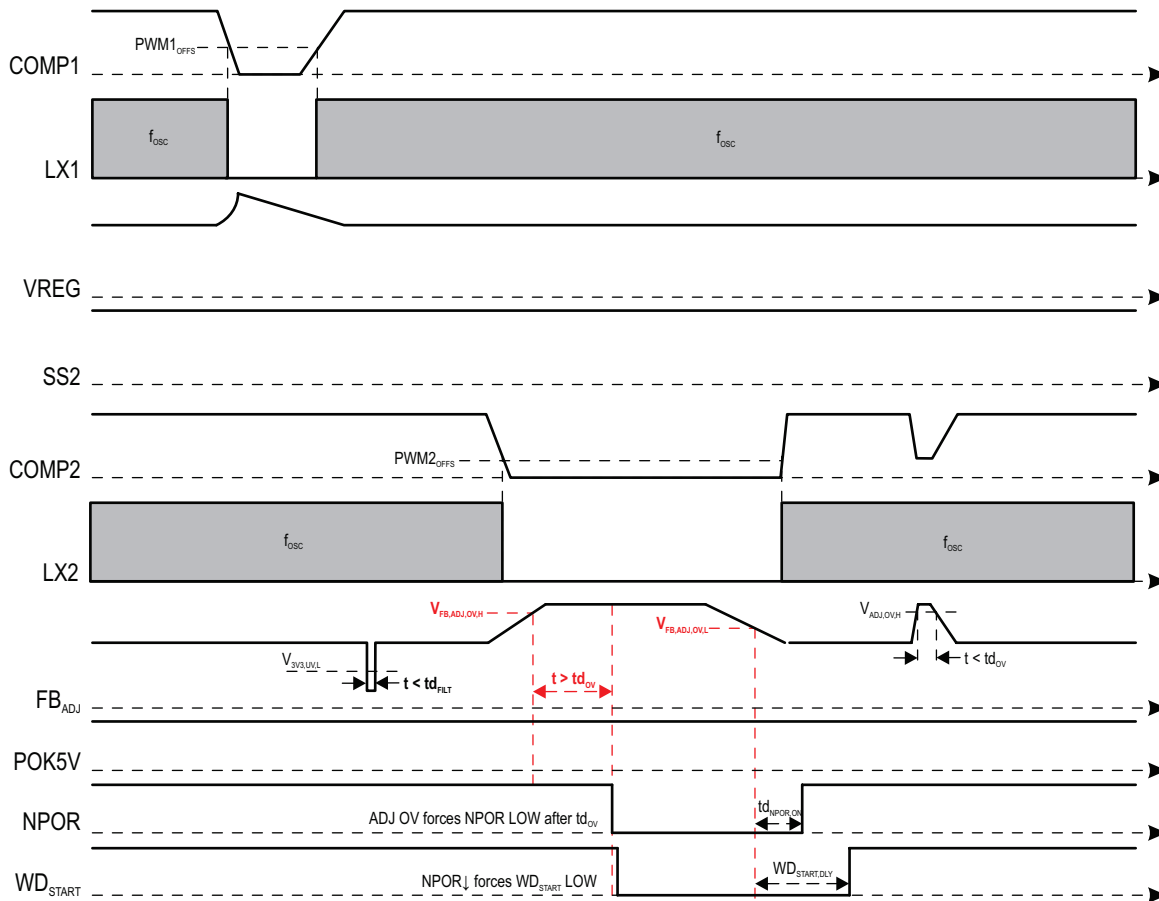 PWM1OFFS
COMP1
fOSC
fOSC
LX1
VREG
SS2
PWM2OFFS
COMP2
fOSC
fOSC
LX2
VFB,ADJ,OV,H
VFB,ADJ,OV,L
VADJ,OV,H
V3V3,UV,L
t < tdFILT
t > tdOV
t < tdOV
FBADJ
POK5V
NPOR
ADJ OV forces NPOR LOW after tdOV
tdNPOR,ON
WDSTART
NPOR↓ forces WDSTART LOW
WDSTART,DLY